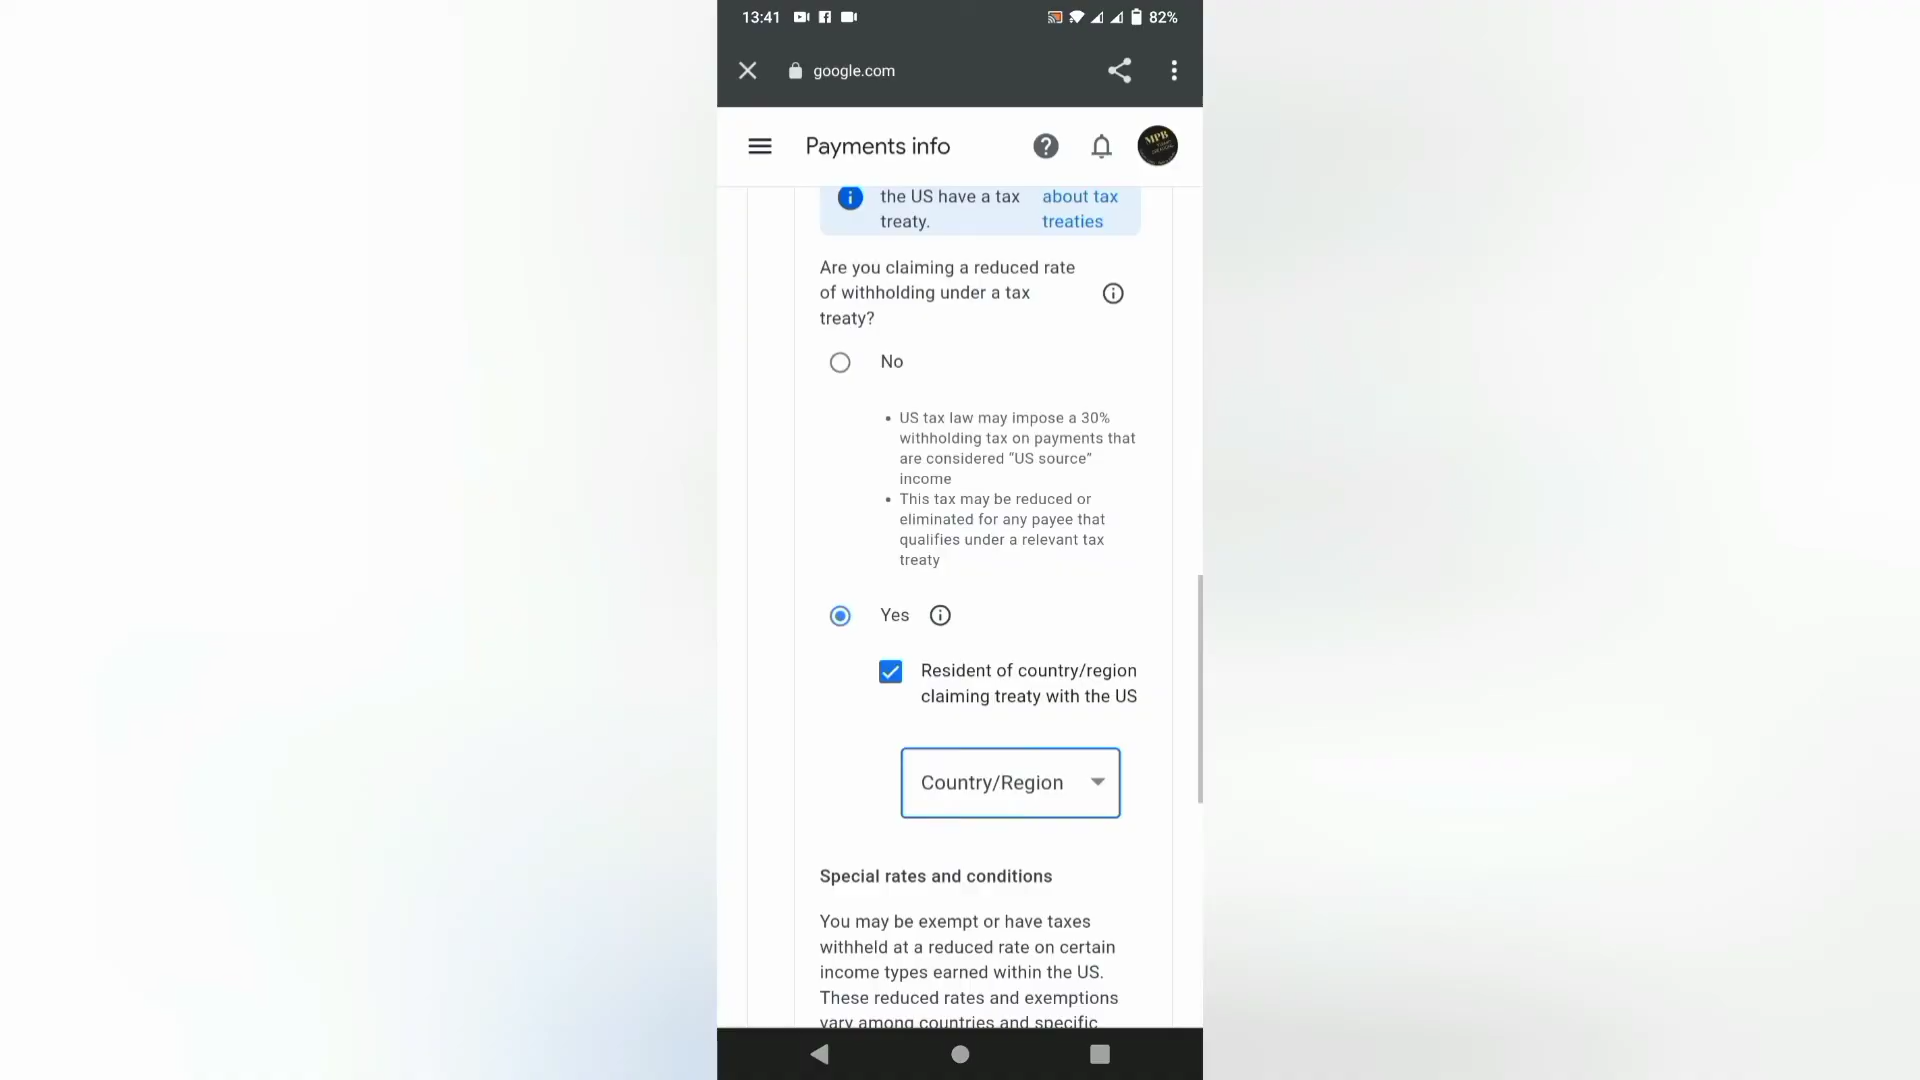 13:41
82%
google.com
Payments info
the US have a tax
treaty.
about tax
treaties
Are you claiming a reduced rate
of withholding under a tax
treaty?
No
• US tax law may impose a 30%
withholding tax on payments that
are considered “US source”
income
• This tax may be reduced or
eliminated for any payee that
qualifies under a relevant tax
treaty
Yes
Resident of country/region
claiming treaty with the US
Country/Region
Special rates and conditions
You may be exempt or have taxes
withheld at a reduced rate on certain
income types earned within the US.
These reduced rates and exemptions
vary among countries and specific
MPB